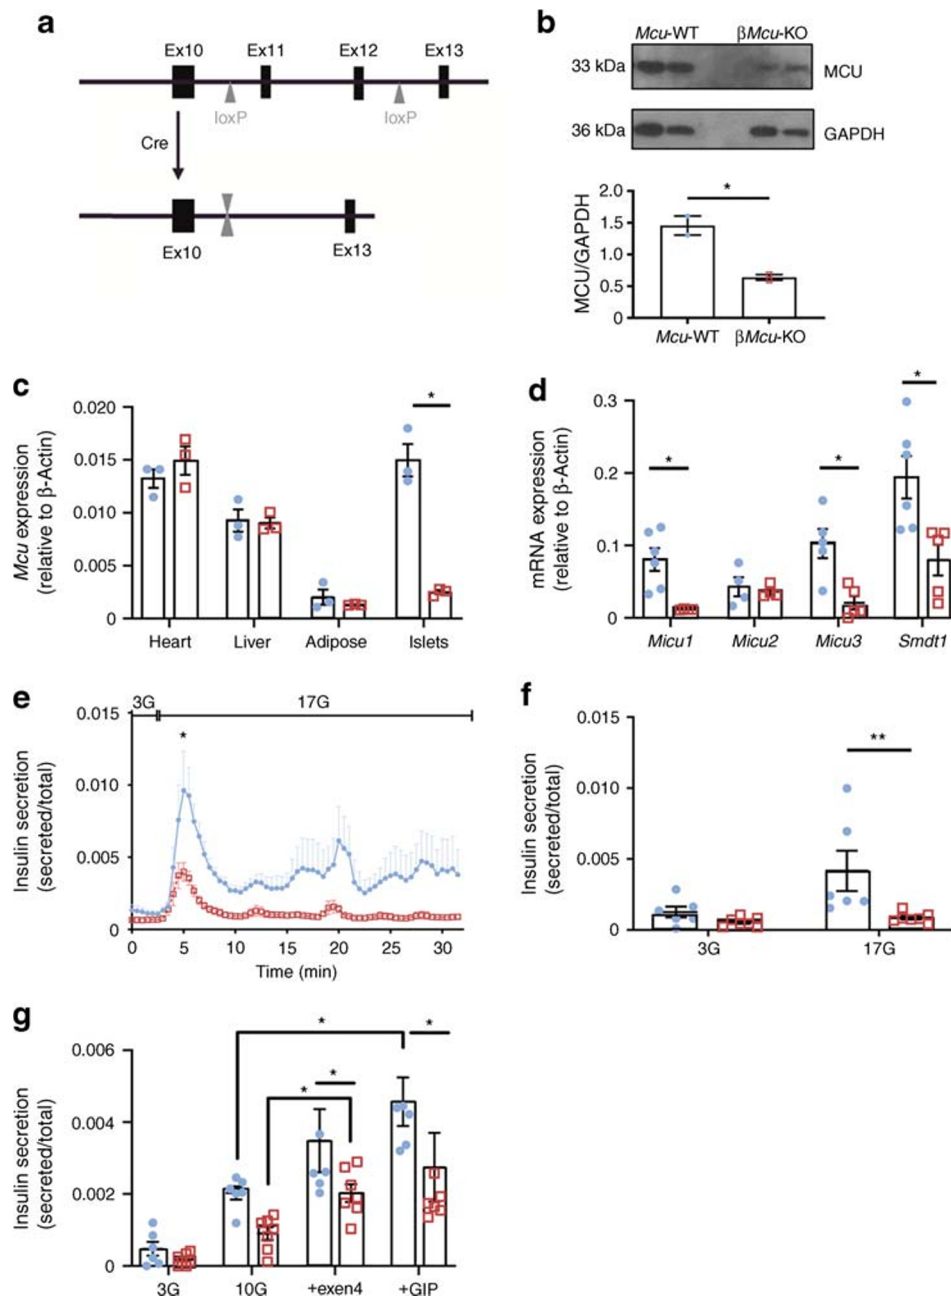 a
Ex10 Ex11 Ex12 Ex13
loxP loxP
Cre
Ex10 Ex13
b
Mcu-WT βMcu-KO
33 kDa MCU
36 kDa GAPDH
2.0
1.5
1.0
0.5
0
*
MCU/GAPDH
Mcu-WT βMcu-KO
c
0.020
0.015
0.010
0.005
0
*
Mcu expression
(relative to β-Actin)
Heart Liver Adipose Islets
d
0.3
0.2
0.1
0
* * *
mRNA expression
(relative to β-Actin)
Micu1 Micu2 Micu3 Smdt1
e
3G 17G
0.015
0.010
0.005
0
*
Insulin secretion
(secreted/total)
0 5 10 15 20 25 30
Time (min)
f
0.015
0.010
0.005
0
**
Insulin secretion
(secreted/total)
3G 17G
g
0.006
0.004
0.002
0
* * * *
Insulin secretion
(secreted/total)
3G 10G +exen4 +GIP